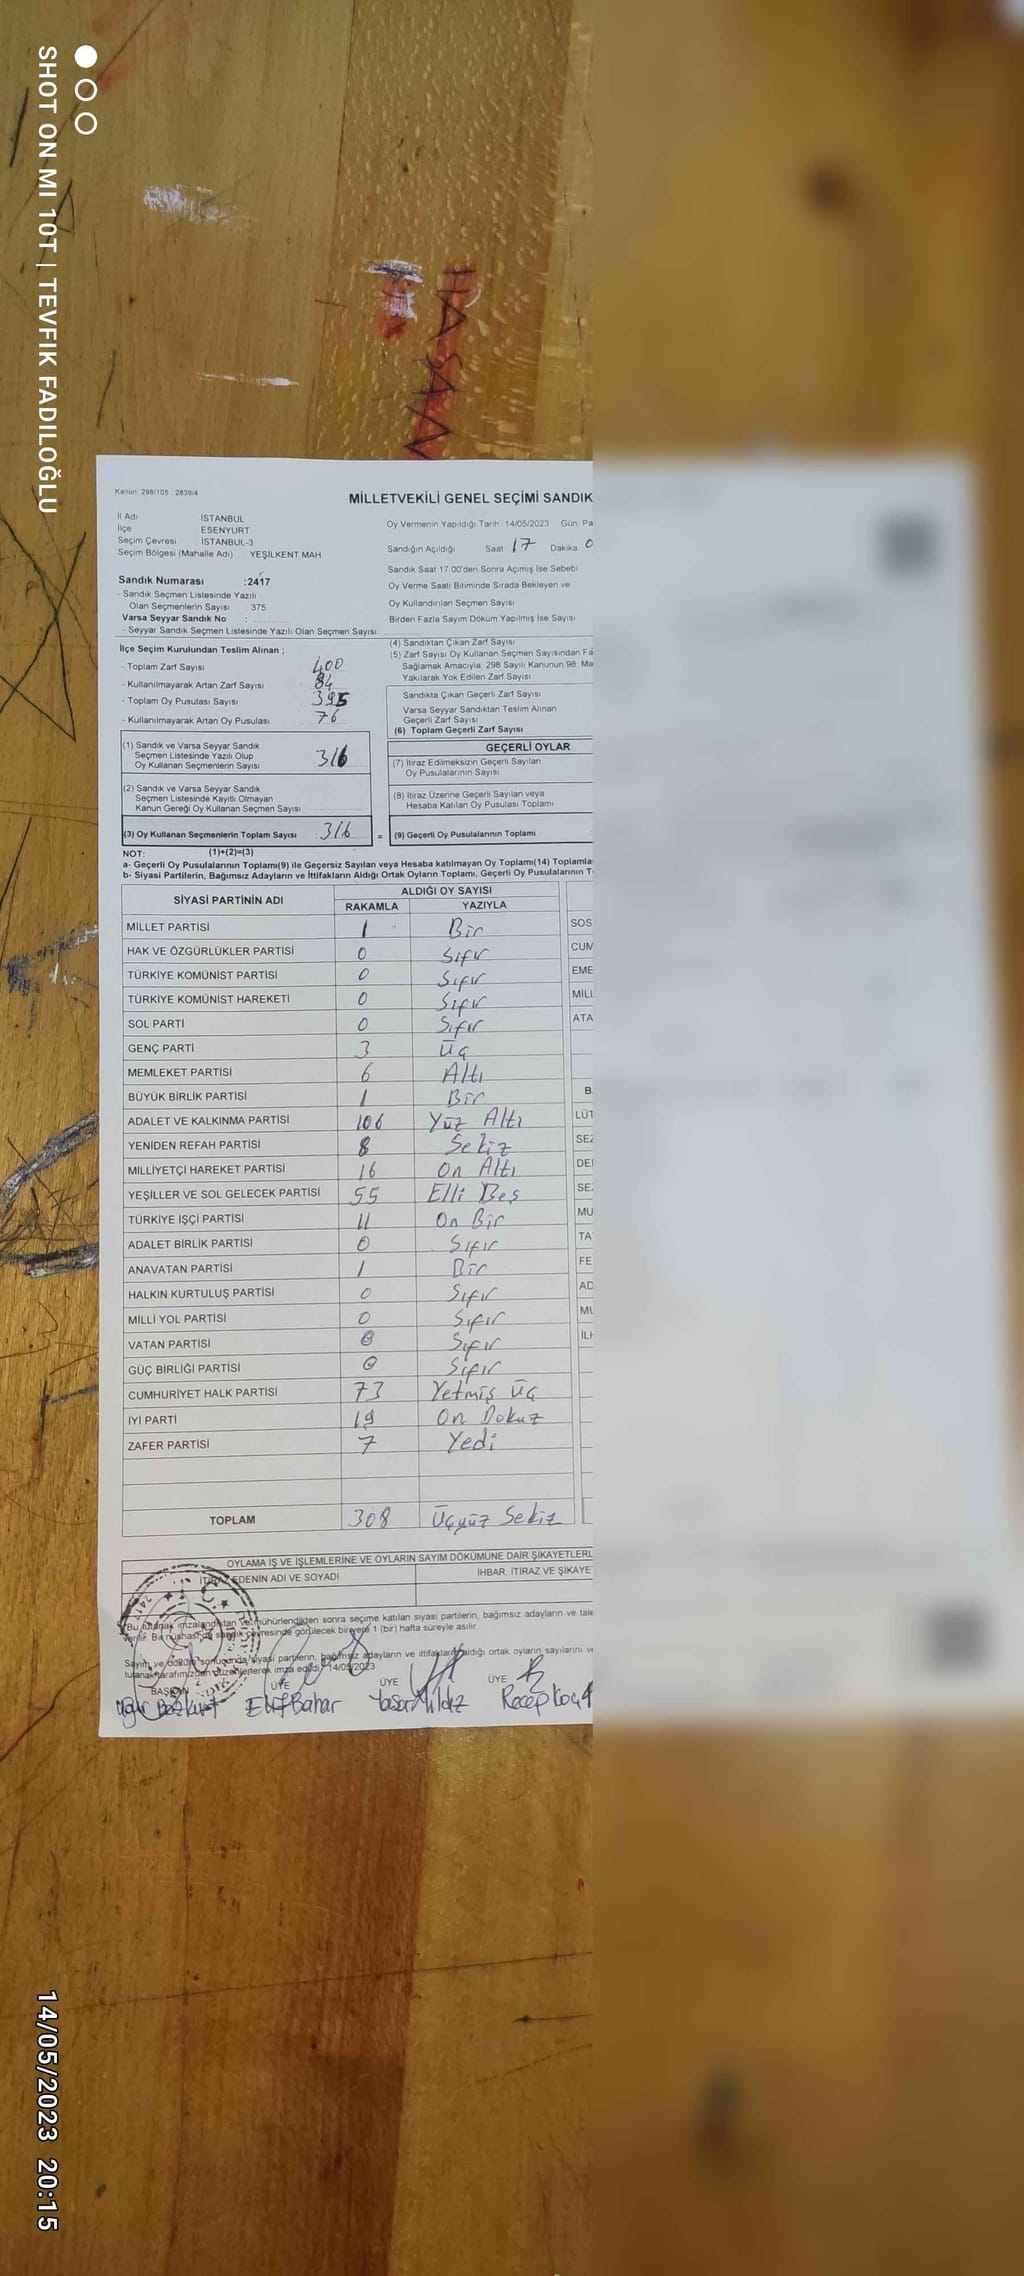 SHOT ON MI 10T | TEVFIK FADILOĞLU
Kanun: 298/105 : 2839/4
MİLLETVEKİLİ GENEL SEÇİMİ SANDIK
İl Adı İSTANBUL
İlçe ESENYURT
Seçim Çevresi İSTANBUL-3
Seçim Bölgesi (Mahalle Adı) : YEŞİLKENT MAH.
Oy Vermenin Yapıldığı Tarih 14/05/2023 Gün: Pa
Sandığın Açıldığı Saat 17 Dakika 0
Sandık Saat 17:00'den Sonra Açımış İse Sebebi
Oy Verme Saati Bitiminde Sırada Bekleyen ve
Oy Kullandırılan Seçmen Sayısı
Birden Fazla Sayım Döküm Yapılmış İse Sayısı
Sandık Numarası :2417
- Sandık Seçmen Listesinde Yazılı
Olan Seçmenlerin Sayısı : 375
Varsa Seyyar Sandık No :
- Seyyar Sandık Seçmen Listesinde Yazılı Olan Seçmen Sayısı:
İlçe Seçim Kurulundan Teslim Alınan ;
- Toplam Zarf Sayısı : 400
- Kullanılmayarak Artan Zarf Sayısı : 84
- Toplam Oy Pusulası Sayısı : 395
- Kullanılmayarak Artan Oy Pusulası : 76
(4) Sandıktan Çıkan Zarf Sayısı
(5) Zarf Sayısı Oy Kullanan Seçmen Sayısından Fa
Sağlamak Amacıyla; 298 Sayılı Kanunun 98. Ma
Yakılarak Yok Edilen Zarf Sayısı
Sandıkta Çıkan Geçerli Zarf Sayısı
Varsa Seyyar Sandıktan Teslim Alınan
Geçerli Zarf Sayısı
(6) Toplam Geçerli Zarf Sayısı
(1) Sandık ve Varsa Seyyar Sandık
Seçmen Listesinde Yazılı Olup
Oy Kullanan Seçmenlerin Sayısı : 316
(2) Sandık ve Varsa Seyyar Sandık
Seçmen Listesinde Kayıtlı Olmayan
Kanun Gereği Oy Kullanan Seçmen Sayısı
(3) Oy Kullanan Seçmenlerin Toplam Sayısı : 316
GEÇERLİ OYLAR
(7) İtiraz Edilmeksizin Geçerli Sayılan
Oy Pusulalarının Sayısı
(8) İtiraz Üzerine Geçerli Sayılan veya
Hesaba Katılan Oy Pusulası Toplamı
= (9) Geçerli Oy Pusulalarının Toplamı
NOT: (1)+(2)=(3)
a- Geçerli Oy Pusulalarının Toplamı(9) ile Geçersiz Sayılan veya Hesaba katılmayan Oy Toplamı(14) Toplamla
b- Siyasi Partilerin, Bağımsız Adayların ve İttifakların Aldığı Ortak Oyların Toplamı, Geçerli Oy Pusulalarının T
SİYASİ PARTİNİN ADI ALDIĞI OY SAYISI
RAKAMLA YAZIYLA
MİLLET PARTİSİ 1 Bir SOS
HAK VE ÖZGÜRLÜKLER PARTİSİ 0 Sıfır CUM
TÜRKİYE KOMÜNİST PARTİSİ 0 Sıfır EME
TÜRKİYE KOMÜNİST HAREKETİ 0 Sıfır MİLL
SOL PARTİ 0 Sıfır ATA
GENÇ PARTİ 3 Üç
MEMLEKET PARTİSİ 6 Altı
BÜYÜK BİRLİK PARTİSİ 1 Bir B
ADALET VE KALKINMA PARTİSİ 106 Yüz Altı LÜT
YENİDEN REFAH PARTİSİ 8 Sekiz SEZ
MİLLİYETÇİ HAREKET PARTİSİ 16 On Altı DE
YEŞİLLER VE SOL GELECEK PARTİSİ 55 Elli Beş SE
TÜRKİYE İŞÇİ PARTİSİ 11 On Bir MU
ADALET BİRLİK PARTİSİ 0 Sıfır TA
ANAVATAN PARTİSİ 1 Bir FE
HALKIN KURTULUŞ PARTİSİ 0 Sıfır AD
MİLLİ YOL PARTİSİ 0 Sıfır MU
VATAN PARTİSİ 0 Sıfır İLK
GÜÇ BİRLİĞİ PARTİSİ 0 Sıfır
CUMHURİYET HALK PARTİSİ 73 Yetmiş Üç
İYİ PARTİ 19 On Dokuz
ZAFER PARTİSİ 7 Yedi
TOPLAM 308 Üçyüz Sekiz
OYLAMA İŞ VE İŞLEMLERİNE VE OYLARIN SAYIM DÖKÜMÜNE DAİR ŞİKAYETLERL
İTİRAZ EDENİN ADI VE SOYADI İHBAR, İTİRAZ VE ŞİKAYE
Bu tutanak imzalandıktan ve mühürlendikten sonra seçime katılan siyasi partilerin, bağımsız adayların ve tale
verilir. Bir nüshası da sandık çevresinde görülecek bir yere 1 (bir) hafta süreyle asılır.
Sayım ve döküm sonucunda siyasi partilerin, bağımsız adayların ve ittifakların aldığı ortak oyların sayılarını ve
tutanak tarafımızdan düzenlenerek imza edildi. 14/05/2023
BAŞKAN ÜYE ÜYE ÜYE
Uğur Bozkurt Elif Bahar Yaşar Yıldız Recep Koç
14/05/2023 20:15